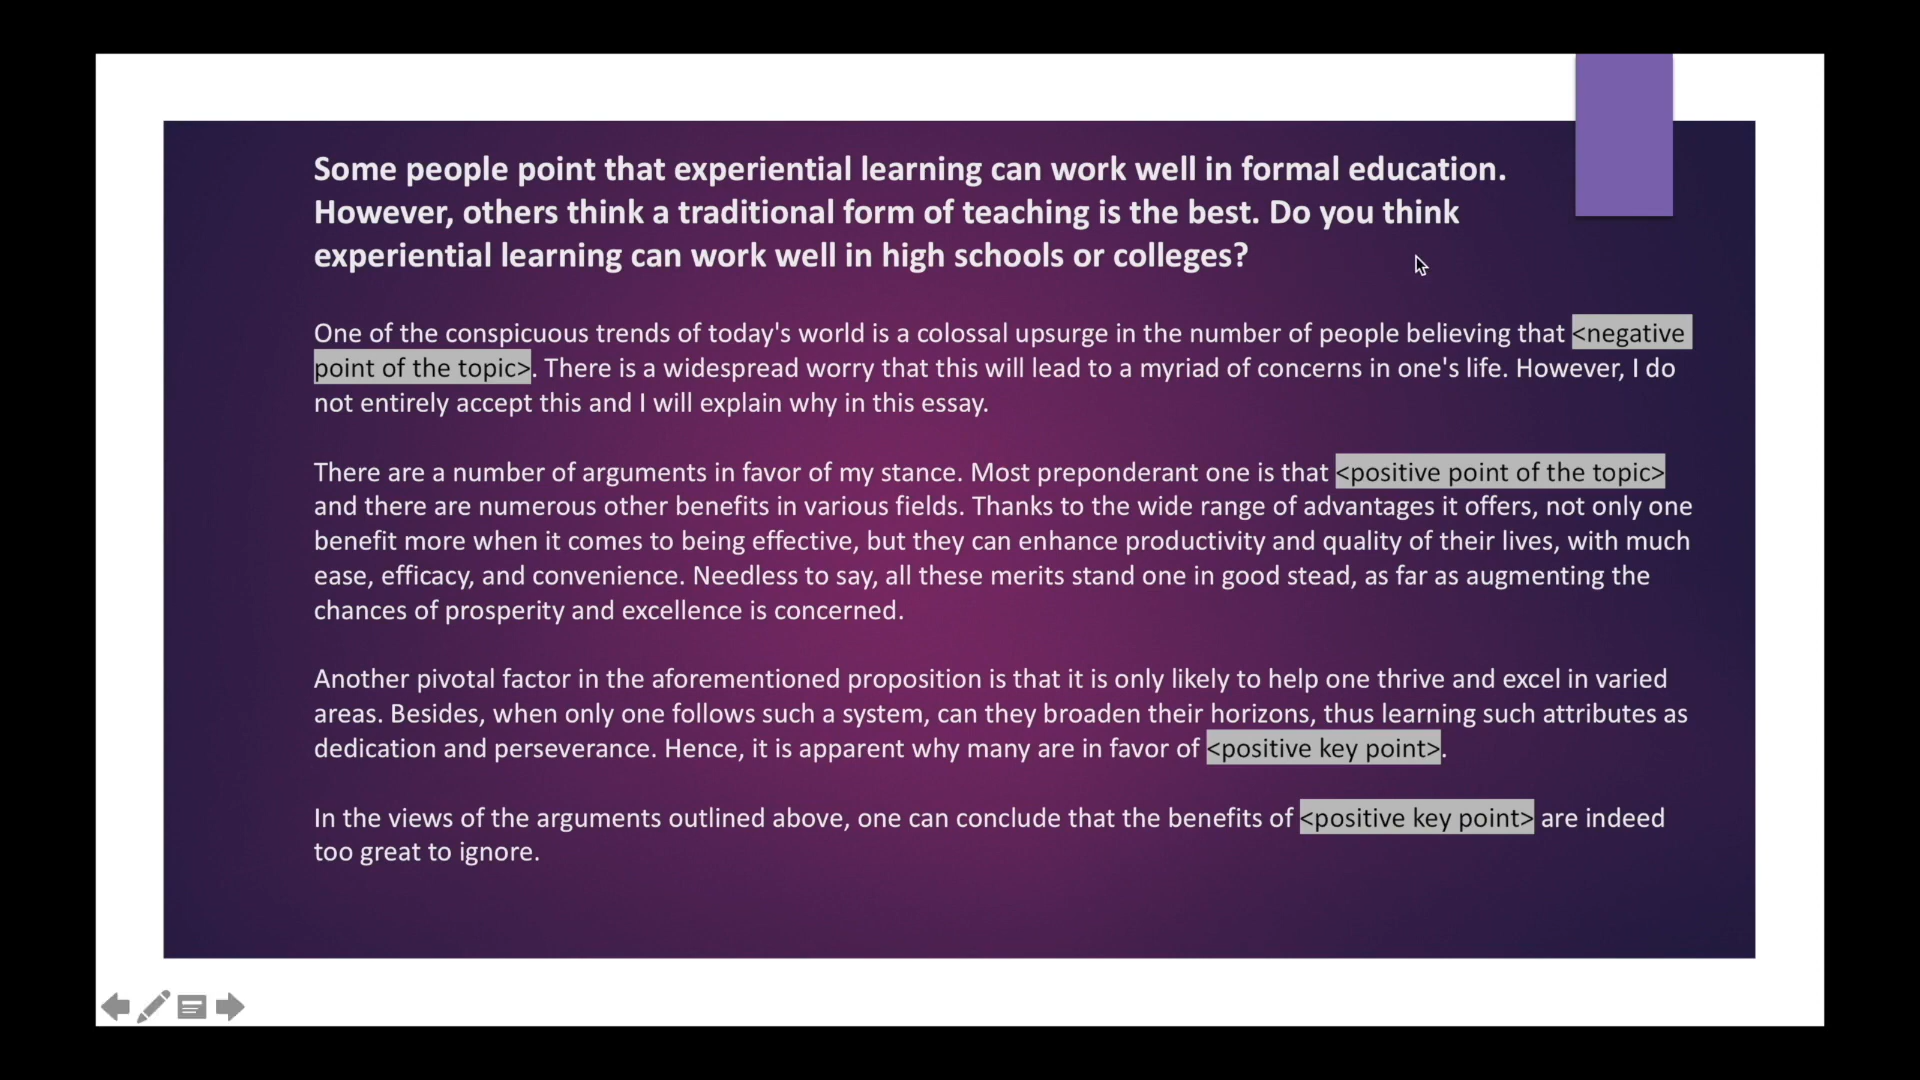 Some people point that experiential learning can work well in formal education.
However, others think a traditional form of teaching is the best. Do you think
experiential learning can work well in high schools or colleges?
One of the conspicuous trends of today's world is a colossal upsurge in the number of people believing that <negative
point of the topic>. There is a widespread worry that this will lead to a myriad of concerns in one's life. However, I do
not entirely accept this and I will explain why in this essay.
There are a number of arguments in favor of my stance. Most preponderant one is that <positive point of the topic>
and there are numerous other benefits in various fields. Thanks to the wide range of advantages it offers, not only one
benefit more when it comes to being effective, but they can enhance productivity and quality of their lives, with much
ease, efficacy, and convenience. Needless to say, all these merits stand one in good stead, as far as augmenting the
chances of prosperity and excellence is concerned.
Another pivotal factor in the aforementioned proposition is that it is only likely to help one thrive and excel in varied
areas. Besides, when only one follows such a system, can they broaden their horizons, thus learning such attributes as
dedication and perseverance. Hence, it is apparent why many are in favor of <positive key point>.
In the views of the arguments outlined above, one can conclude that the benefits of <positive key point> are indeed
too great to ignore.